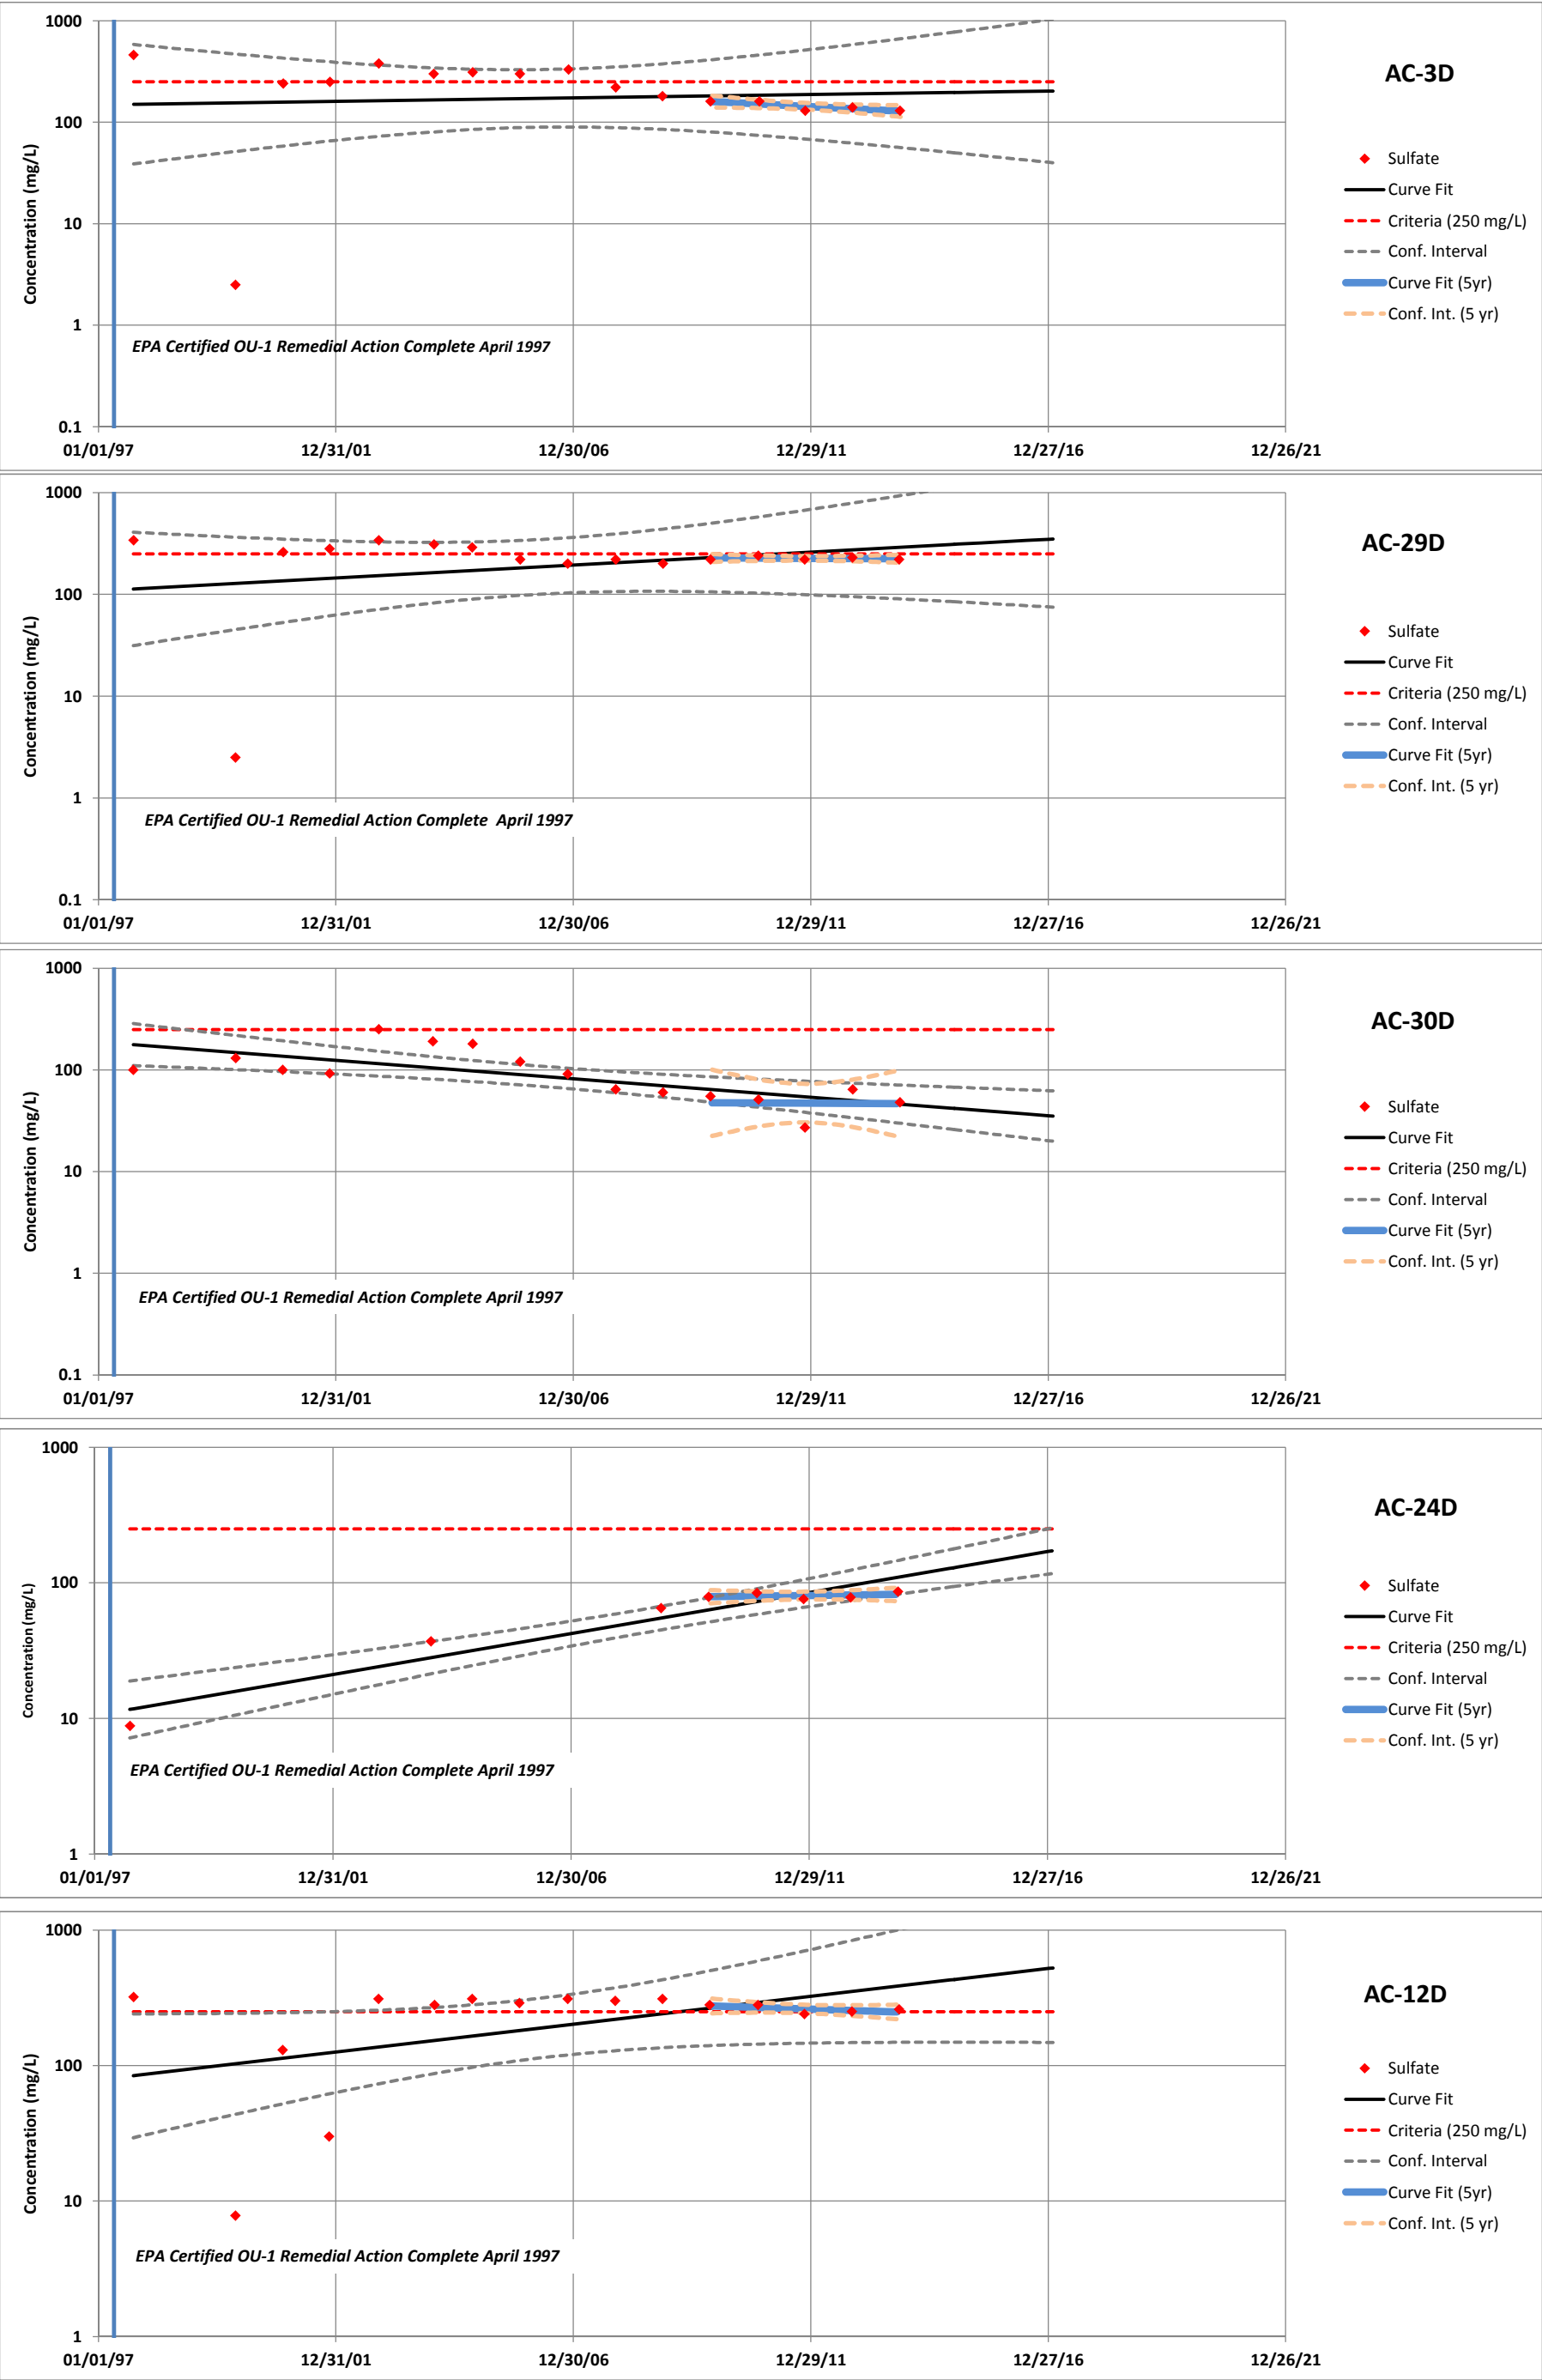 AC-3D
Concentration (mg/L)
1000
100
10
1
0.1
EPA Certified OU-1 Remedial Action Complete April 1997
01/01/97 12/31/01 12/30/06 12/29/11 12/27/16 12/26/21
Sulfate
Curve Fit
Criteria (250 mg/L)
Conf. Interval
Curve Fit (5yr)
Conf. Int. (5 yr)
AC-29D
Concentration (mg/L)
1000
100
10
1
0.1
EPA Certified OU-1 Remedial Action Complete  April 1997
01/01/97 12/31/01 12/30/06 12/29/11 12/27/16 12/26/21
Sulfate
Curve Fit
Criteria (250 mg/L)
Conf. Interval
Curve Fit (5yr)
Conf. Int. (5 yr)
AC-30D
Concentration (mg/L)
1000
100
10
1
0.1
EPA Certified OU-1 Remedial Action Complete April 1997
01/01/97 12/31/01 12/30/06 12/29/11 12/27/16 12/26/21
Sulfate
Curve Fit
Criteria (250 mg/L)
Conf. Interval
Curve Fit (5yr)
Conf. Int. (5 yr)
AC-24D
Concentration (mg/L)
1000
100
10
1
EPA Certified OU-1 Remedial Action Complete April 1997
01/01/97 12/31/01 12/30/06 12/29/11 12/27/16 12/26/21
Sulfate
Curve Fit
Criteria (250 mg/L)
Conf. Interval
Curve Fit (5yr)
Conf. Int. (5 yr)
AC-12D
Concentration (mg/L)
1000
100
10
1
EPA Certified OU-1 Remedial Action Complete April 1997
01/01/97 12/31/01 12/30/06 12/29/11 12/27/16 12/26/21
Sulfate
Curve Fit
Criteria (250 mg/L)
Conf. Interval
Curve Fit (5yr)
Conf. Int. (5 yr)